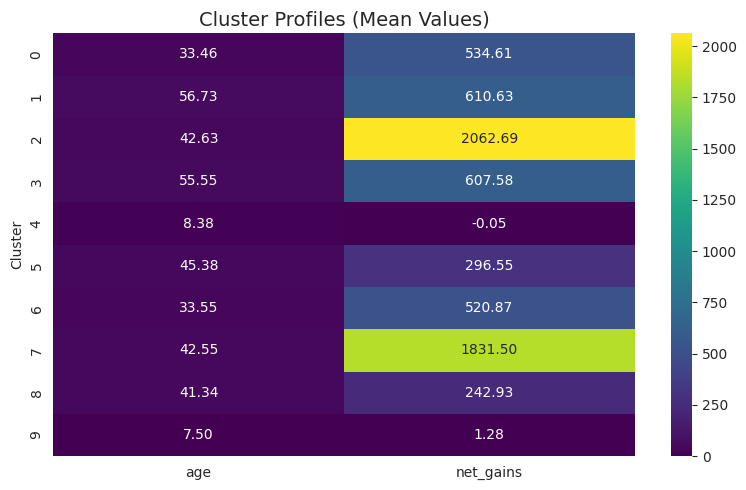 Cluster Profiles (Mean Values)
0 33.46 534.61
1 56.73 610.63
2 42.63 2062.69
3 55.55 607.58
4 8.38 -0.05
5 45.38 296.55
6 33.55 520.87
7 42.55 1831.50
8 41.34 242.93
9 7.50 1.28
Cluster
age net_gains
2000
1750
1500
1250
1000
750
500
250
0